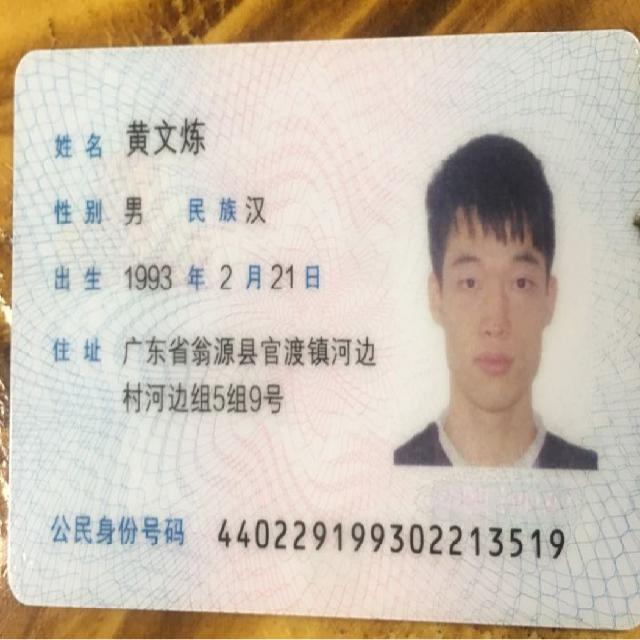 姓名 黄文炼
性别 男 民族 汉
出生 1993 年 2 月 21 日
住址 广东省翁源县官渡镇河边
村河边组5组9号
公民身份号码 440229199302213519